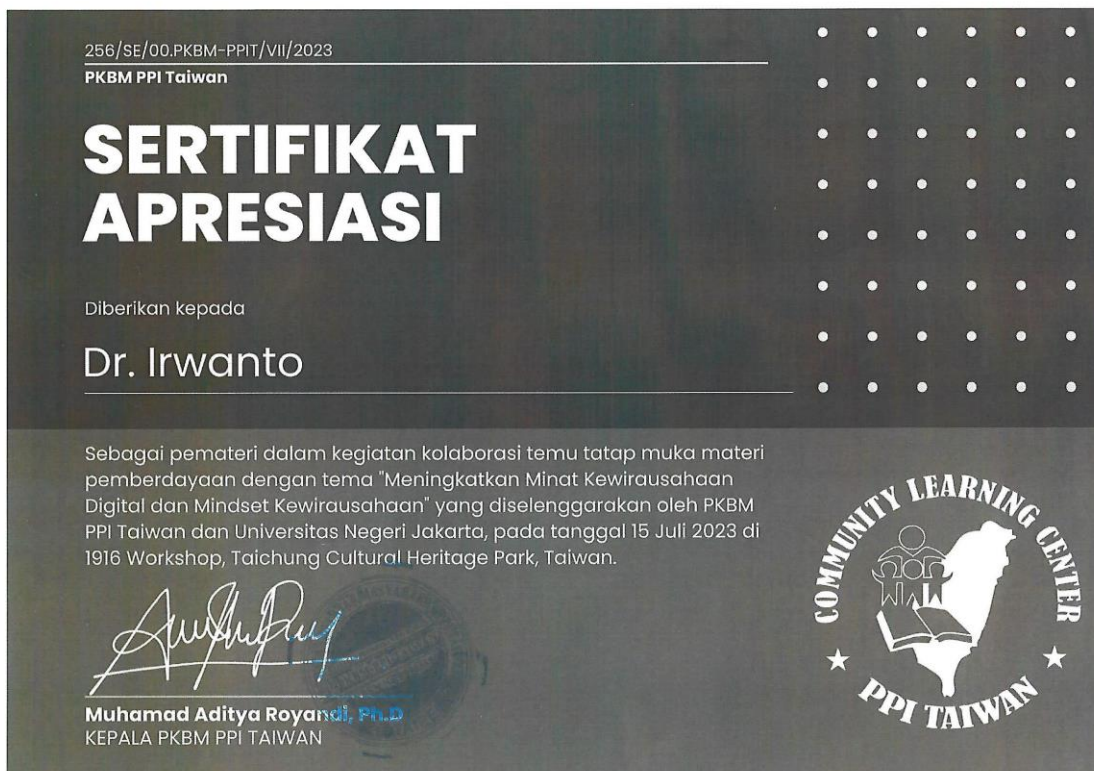 256/SE/00.PKBM-PPIT/VII/2023
PKBM PPI Taiwan
SERTIFIKAT
APRESIASI
Diberikan kepada
Dr. Irwanto
Sebagai pemateri dalam kegiatan kolaborasi temu tatap muka materi
pemberdayaan dengan tema "Meningkatkan Minat Kewirausahaan
Digital dan Mindset Kewirausahaan" yang diselenggarakan oleh PKBM
PPI Taiwan dan Universitas Negeri Jakarta, pada tanggal 15 Juli 2023 di
1916 Workshop, Taichung Cultural Heritage Park, Taiwan.
Muhamad Aditya Royandi, Ph.D
KEPALA PKBM PPI TAIWAN
COMMUNITY LEARNING CENTER
PPI TAIWAN